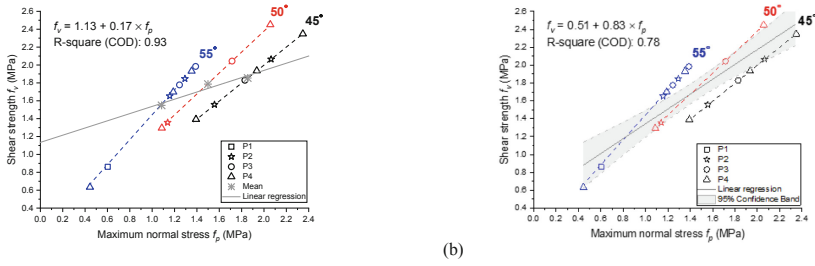 f_v = 1.13 + 0.17 × f_p
R-square (COD): 0.93
55°
50°
45°
Shear strength f_v (MPa)
2.6
2.4
2.2
2.0
1.8
1.6
1.4
1.2
1.0
0.8
0.6
0.4
P1
P2
P3
P4
Mean
Linear regression
0.0 0.2 0.4 0.6 0.8 1.0 1.2 1.4 1.6 1.8 2.0 2.2 2.4
Maximum normal stress f_p (MPa)
(b)
f_v = 0.51 + 0.83 × f_p
R-square (COD): 0.78
55°
50°
45°
Shear strength f_v (MPa)
2.6
2.4
2.2
2.0
1.8
1.6
1.4
1.2
1.0
0.8
0.6
0.4
P1
P2
P3
P4
Linear regression
95% Confidence Band
0.0 0.2 0.4 0.6 0.8 1.0 1.2 1.4 1.6 1.8 2.0 2.2 2.4
Maximum normal stress f_p (MPa)